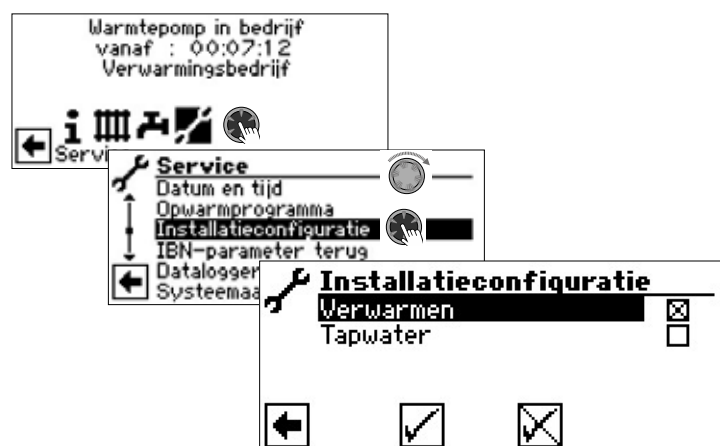 Warmtepomp in bedrijf
vanaf : 00:07:12
Verwarmingsbedrijf
Service
Datum en tijd
Opwarmprogramma
Installatieconfiguratie
IBN-parameter terug
Installatieconfiguratie
Verwarmen
Tapwater